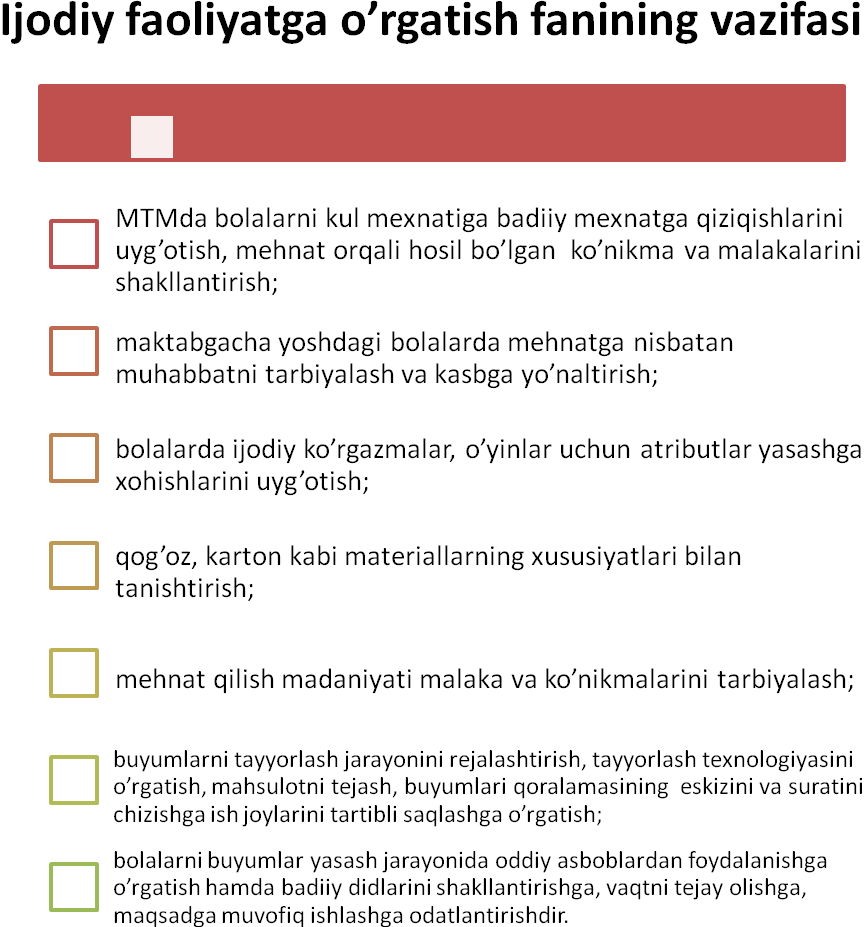 Ijodiy faoliyatga o’rgatish fanining vazifasi
MTMda bolalarni kul mexnatiga badiiy mexnatga qiziqishlarini
uyg’otish, mehnat orqali hosil bo’lgan ko’nikma va malakalarini
shakllantirish;
maktabgacha yoshdagi bolalarda mehnatga nisbatan
muhabbatni tarbiyalash va kasbga yo’naltirish;
bolalarda ijodiy ko’rgazmalar, o’yinlar uchun atributlar yasashga
xohishlarini uyg’otish;
qog’oz, karton kabi materiallarning xususiyatlari bilan
tanishtirish;
mehnat qilish madaniyati malaka va ko’nikmalarini tarbiyalash;
buyumlarni tayyorlash jarayonini rejalashtirish, tayyorlash texnologiyasini
o’rgatish, mahsulotni tejash, buyumlari qoralamasining eskizini va suratini
chizishga ish joylarini tartibli saqlashga o’rgatish;
bolalarni buyumlar yasash jarayonida oddiy asboblardan foydalanishga
o’rgatish hamda badiiy didlarini shakllantirishga, vaqtni tejay olishga,
maqsadga muvofiq ishlashga odatlantirishdir.